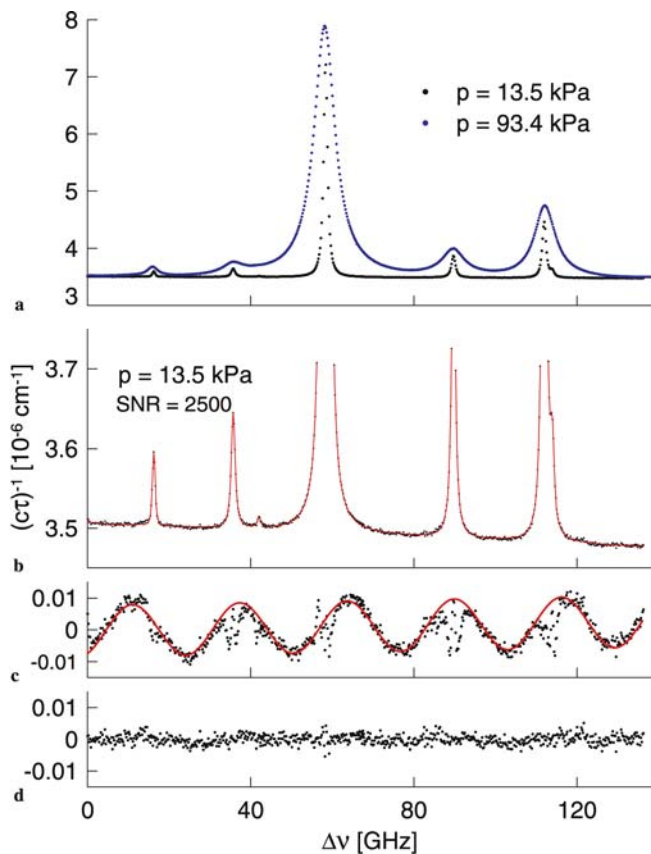 8
7
6
5
4
3
p = 13.5 kPa
p = 93.4 kPa
a
3.7
3.6
3.5
p = 13.5 kPa
SNR = 2500
(cτ)⁻¹ [10⁻⁶ cm⁻¹]
b
0.01
0
-0.01
c
0.01
0
-0.01
d
0 40 80 120
Δν [GHz]